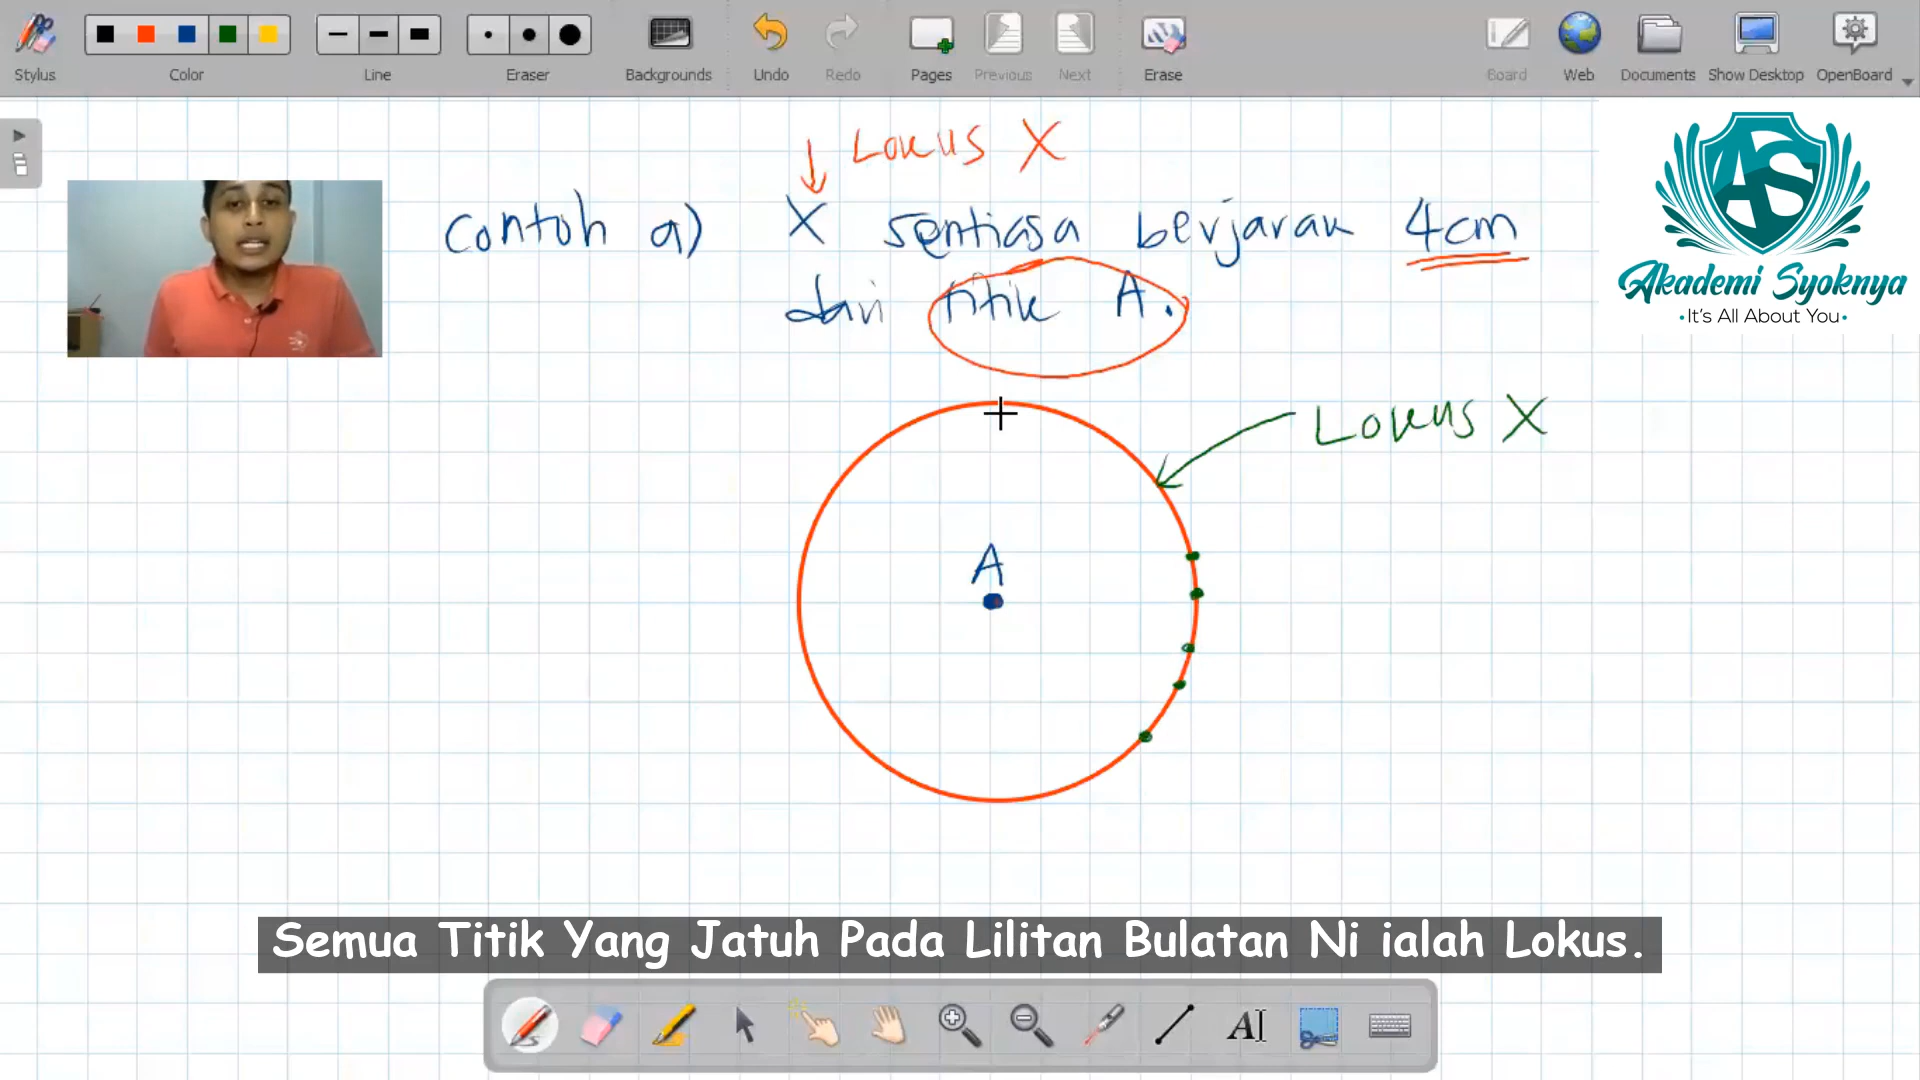 Stylus
Color
Line
Eraser
Backgrounds
Undo
Redo
Pages
Previous
Next
Erase
Board
Web
Documents
Show Desktop
OpenBoard
Lokus X
Contoh a) X sentiasa berjarak 4cm
dari titik A.
AS
Akademi Syoknya
•It's All About You•
Lokus X
A
Semua Titik Yang Jatuh Pada Lilitan Bulatan Ni ialah Lokus.
A